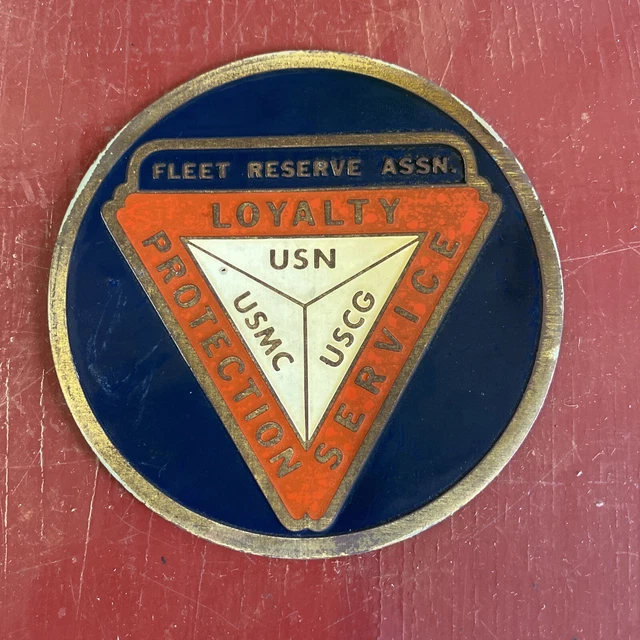 FLEET RESERVE ASSN.
LOYALTY
PROTECTION
SERVICE
USN
USMC
USCG